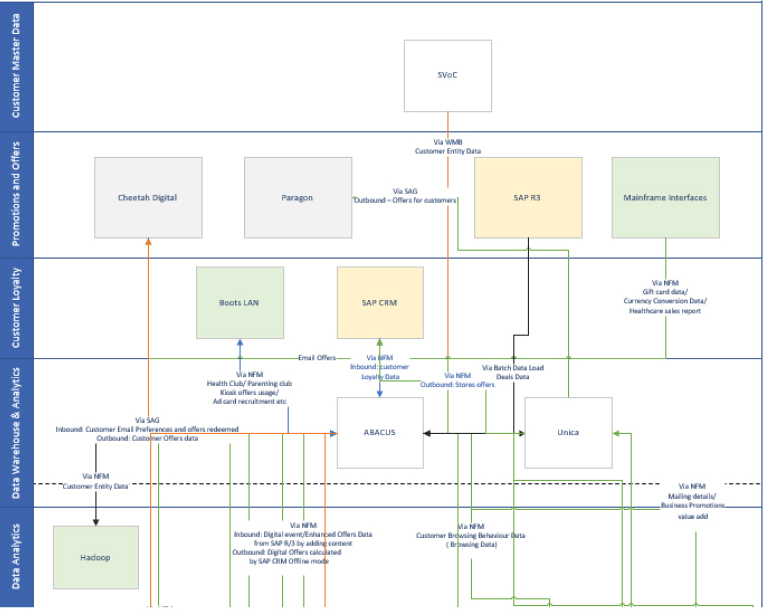 Customer Master Data
SVoC
Via WMB
Customer Entity Data
Promotions and Offers
Cheetah Digital
Paragon
Via SAG
Outbound – Offers for customers
SAP R3
Mainframe Interfaces
Customer Loyalty
Boots LAN
SAP CRM
Via NFM
Gift card data/
Currency Conversion Data/
Healthcare sales report
Email Offers
Via NFM
Inbound: customer
Loyalty Data
Via Batch Data Load
Deals Data
Data Warehouse & Analytics
Via NFM
Health Club/ Parenting club
Kiosk offers usage/
Ad card recruitment etc
Via NFM
Outbound: Stores offers
Via SAG
Inbound: Customer Email Preferences and offers redeemed
Outbound: Customer Offers data
ABACUS
Unica
Via NFM
Customer Entity Data
Via NFM
Mailing details/
Business Promotions
value add
Data Analytics
Hadoop
Via NFM
Inbound: Digital event/Enhanced Offers Data
from SAP R/3 by adding content
Outbound: Digital Offers calculated
by SAP CRM Offline mode
Via NFM
Customer Browsing Behaviour Data
( Browsing Data)